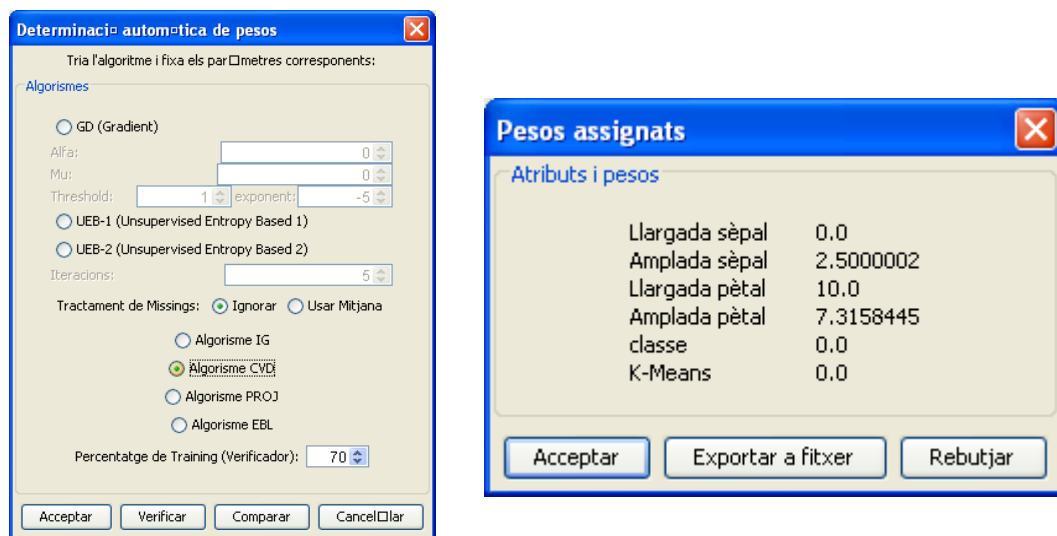 Determinaci¤ autom¤tica de pesos
Tria l'algoritme i fixa els par□metres corresponents:
Algorismes
GD (Gradient)
Alfa: 0
Mu: 0
Threshold: 1 exponent: -5
UEB-1 (Unsupervised Entropy Based 1)
UEB-2 (Unsupervised Entropy Based 2)
Iteracions: 5
Tractament de Missings: Ignorar Usar Mitjana
Algorisme IG
Algorisme CVD
Algorisme PROJ
Algorisme EBL
Percentatge de Training (Verificador): 70
Acceptar Verificar Comparar Cancel□lar
Pesos assignats
Atributs i pesos
Llargada sèpal 0.0
Amplada sèpal 2.5000002
Llargada pètal 10.0
Amplada pètal 7.3158445
classe 0.0
K-Means 0.0
Acceptar Exportar a fitxer Rebutjar